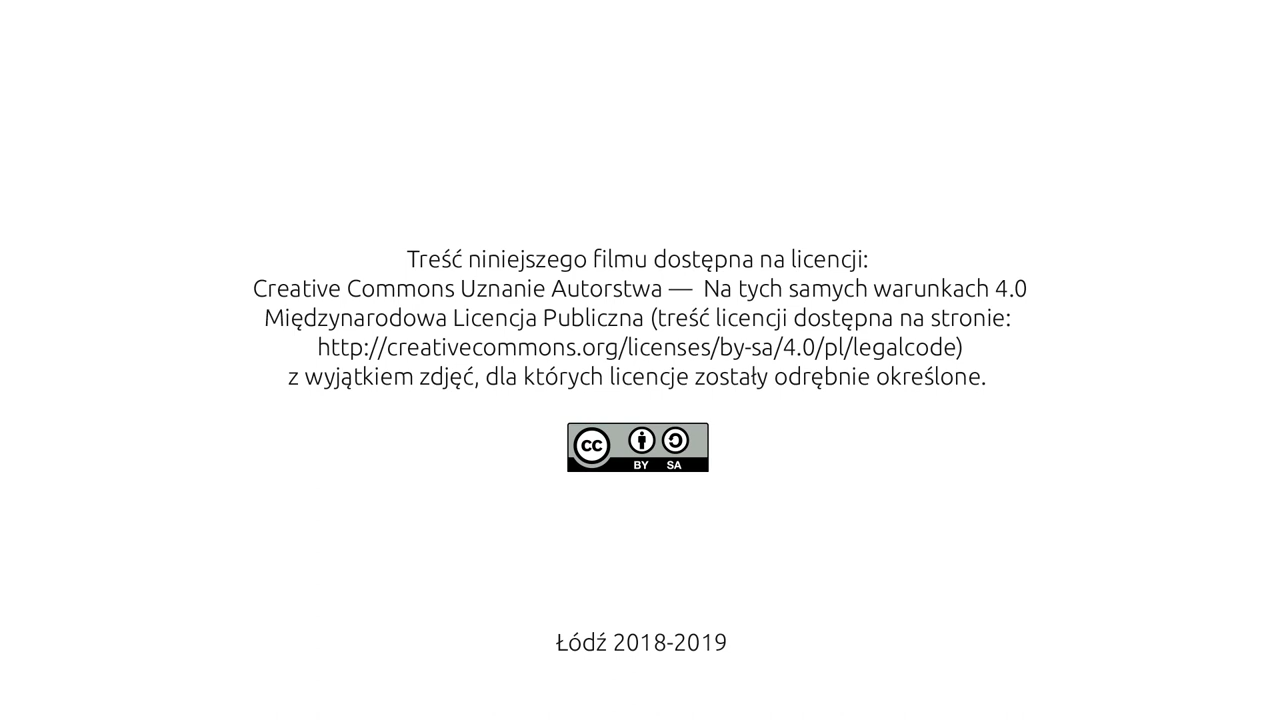 Treść niniejszego filmu dostępna na licencji:
Creative Commons Uznanie Autorstwa — Na tych samych warunkach 4.0
Międzynarodowa Licencja Publiczna (treść licencji dostępna na stronie:
http://creativecommons.org/licenses/by-sa/4.0/pl/legalcode)
z wyjątkiem zdjęć, dla których licencje zostały odrębnie określone.
cc
BY SA
Łódź 2018-2019